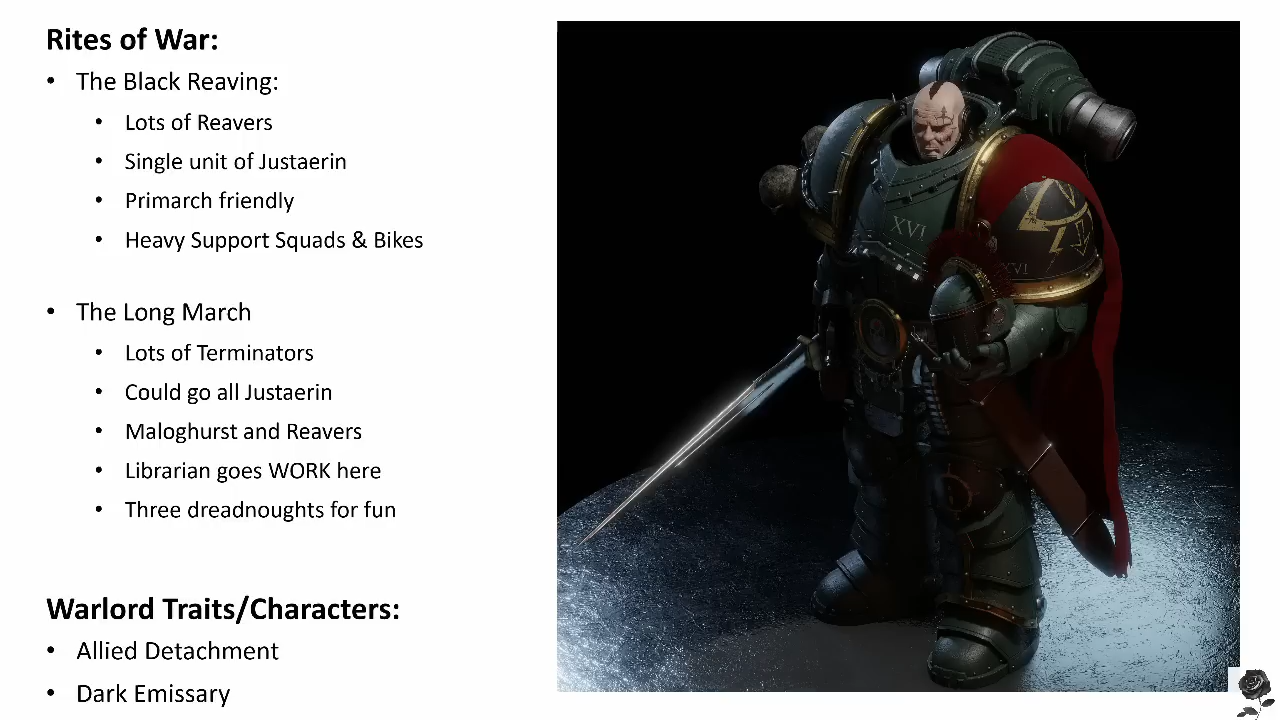 Rites of War:
• The Black Reaving:
• Lots of Reavers
• Single unit of Justaerin
• Primarch friendly
• Heavy Support Squads & Bikes
• The Long March
• Lots of Terminators
• Could go all Justaerin
• Maloghurst and Reavers
• Librarian goes WORK here
• Three dreadnoughts for fun
Warlord Traits/Characters:
• Allied Detachment
• Dark Emissary
XVI
XVI